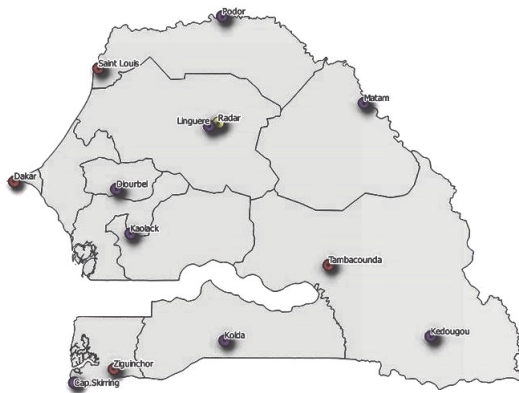 Podor
Saint Louis
Matam
Linguere
Radar
Dakar
Diourbel
Kaolack
Tambacounda
Kolda
Kedougou
Ziguinchor
Cap.Skirring